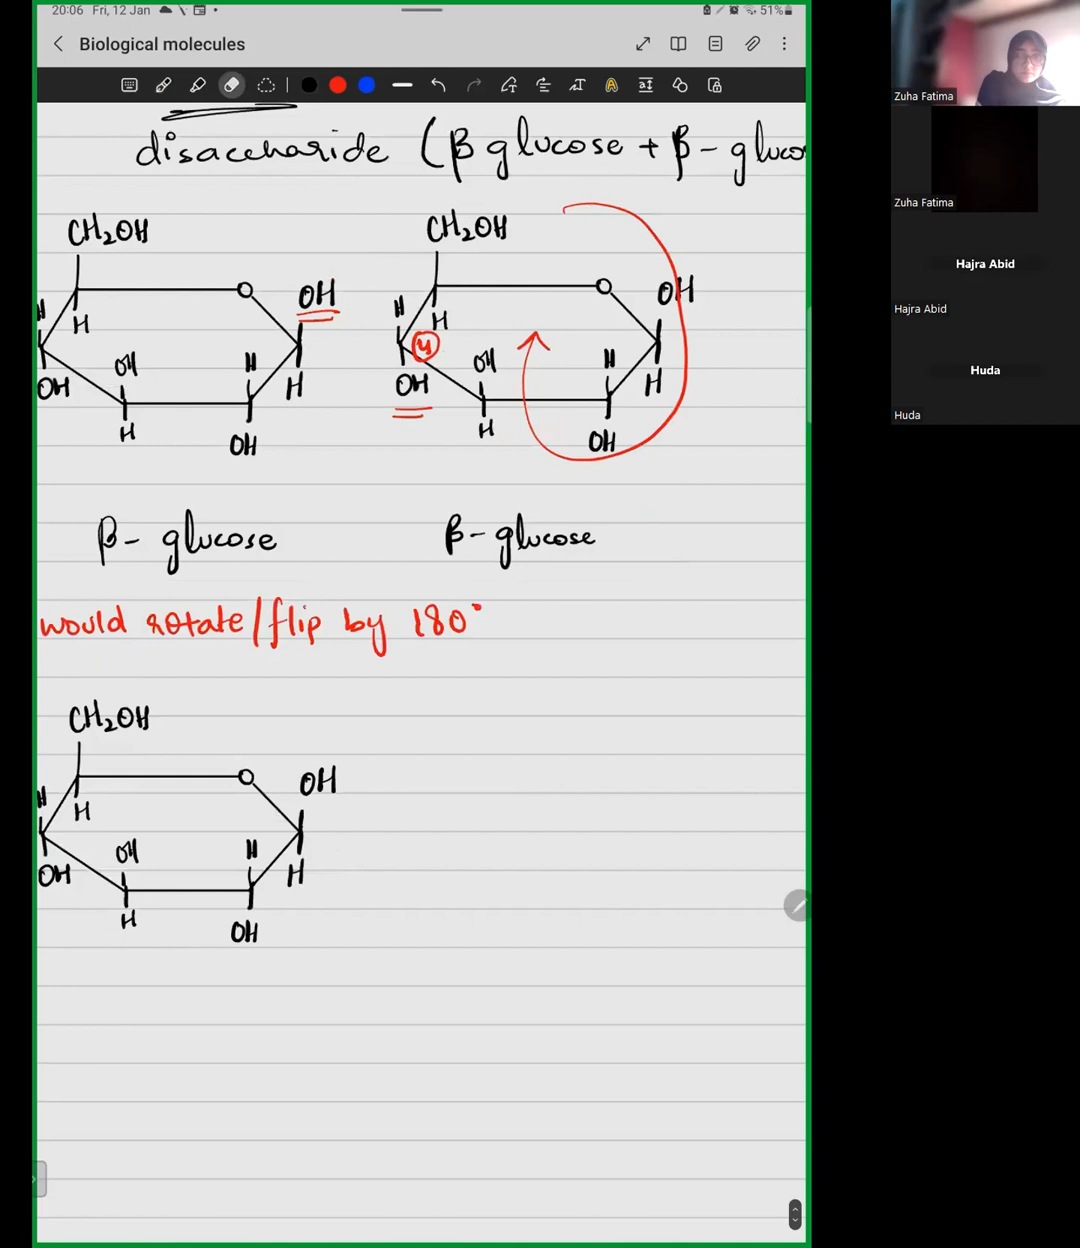 20:06 Fri, 12 Jan
51%
Biological molecules
disaccharide (β glucose + β - gluco
CH₂OH CH₂OH
O OH O OH
H H H H
4
OH OH H H OH OH H H
H OH H OH
β - glucose β - glucose
would rotate/flip by 180°
CH₂OH
O OH
H H
OH OH H H
H OH
Zuha Fatima
Zuha Fatima
Hajra Abid
Hajra Abid
Huda
Huda